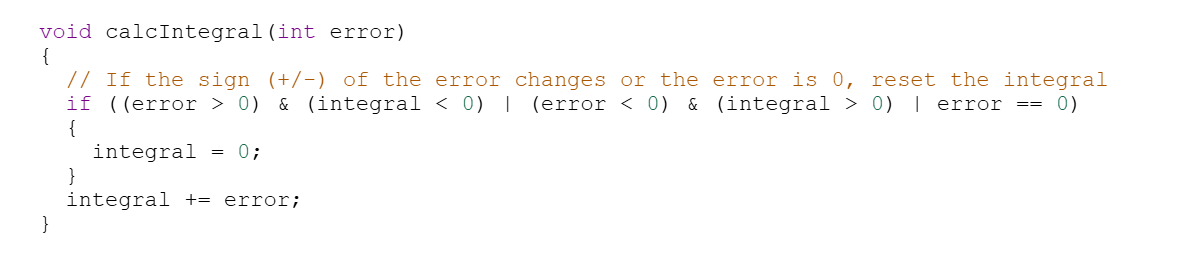 void calcIntegral(int error)
{
  // If the sign (+/-) of the error changes or the error is 0, reset the integral
  if ((error > 0) & (integral < 0) | (error < 0) & (integral > 0) | error == 0)
  {
    integral = 0;
  }
  integral += error;
}